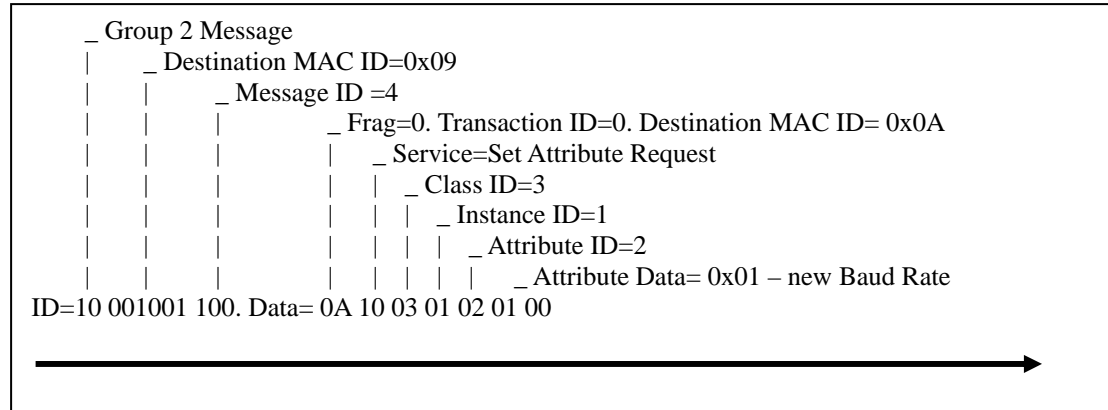 _ Group 2 Message
| _ Destination MAC ID=0x09
| | _ Message ID =4
| | | _ Frag=0. Transaction ID=0. Destination MAC ID= 0x0A
| | | | _ Service=Set Attribute Request
| | | | | _ Class ID=3
| | | | | | _ Instance ID=1
| | | | | | | _ Attribute ID=2
| | | | | | | | _ Attribute Data= 0x01 – new Baud Rate
ID=10 001001 100. Data= 0A 10 03 01 02 01 00